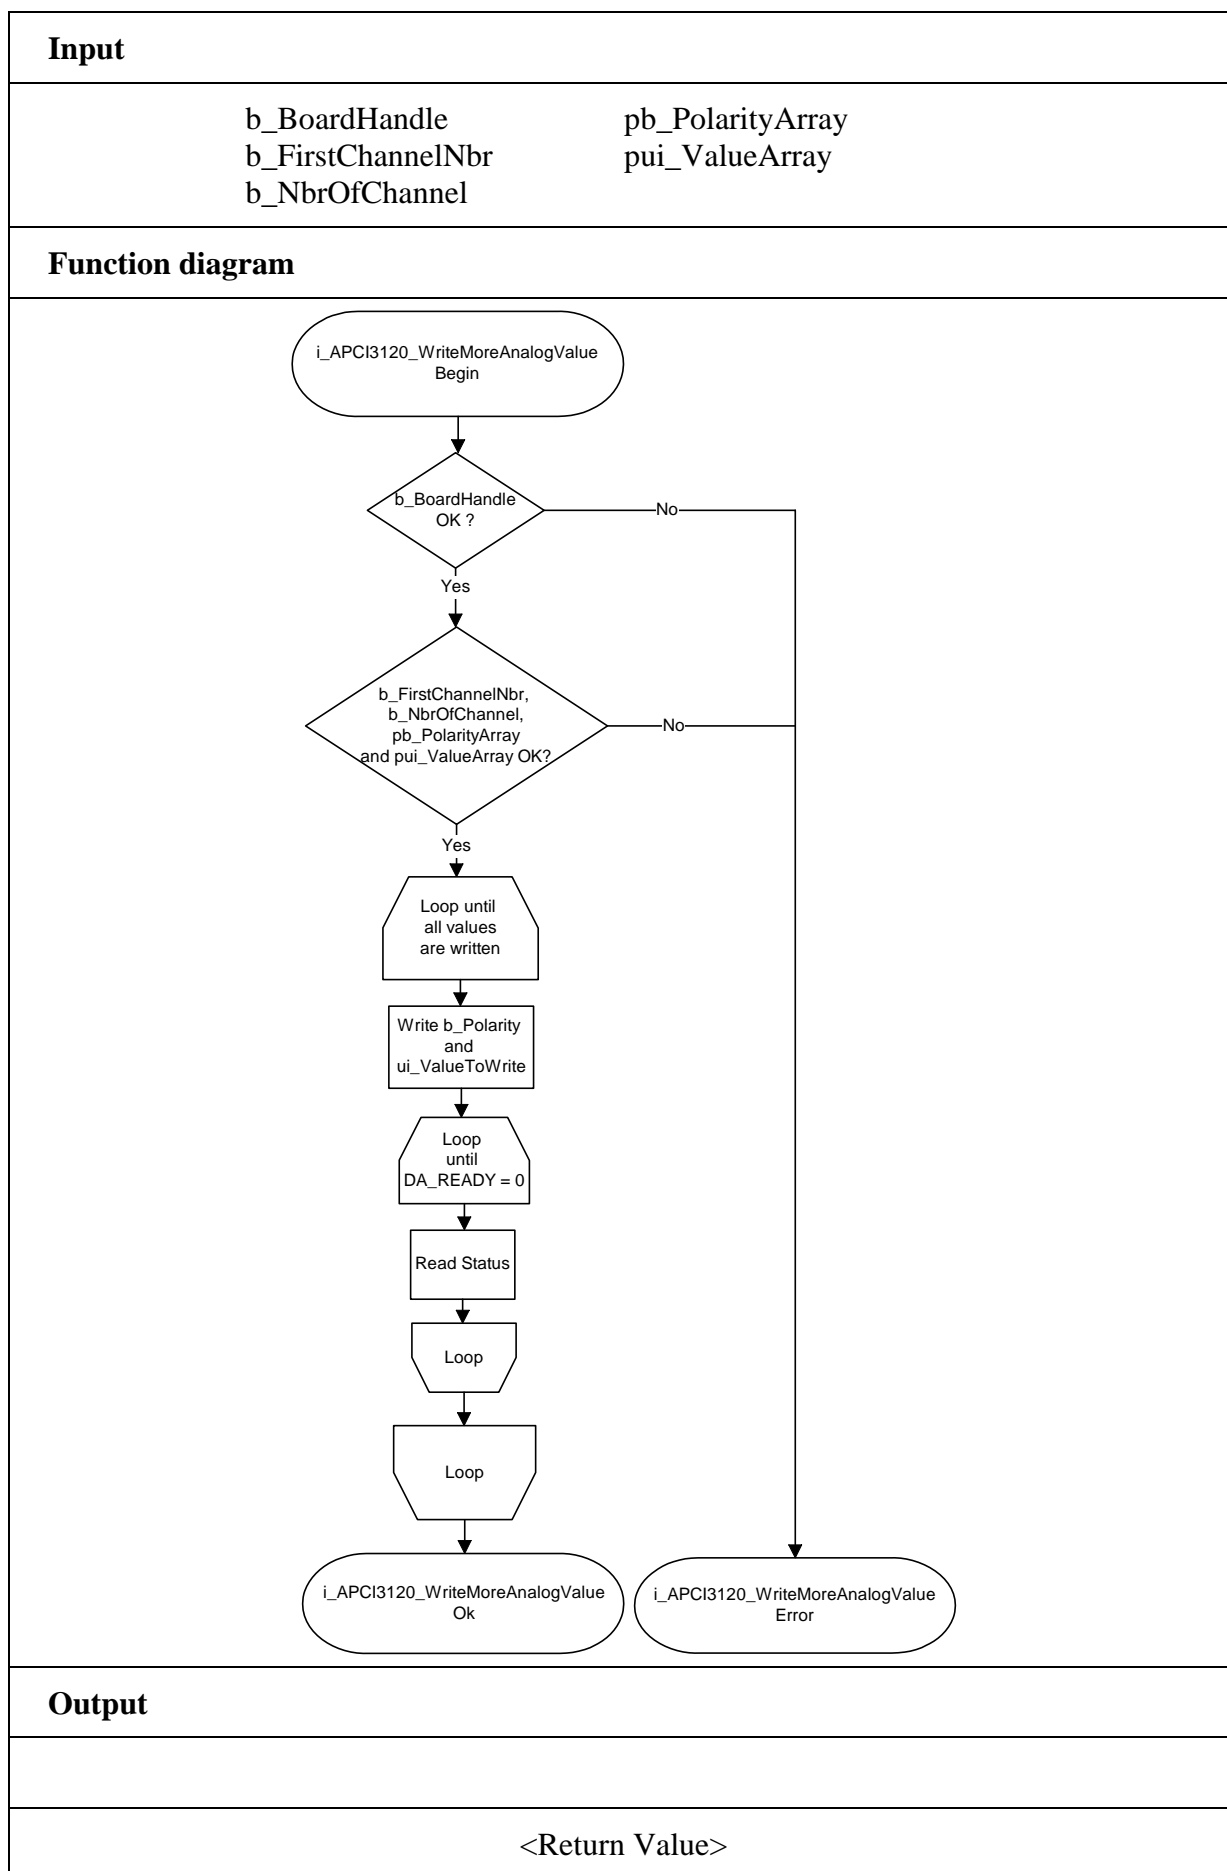 Input
b_BoardHandle pb_PolarityArray
b_FirstChannelNbr pui_ValueArray
b_NbrOfChannel
Function diagram
i_APCI3120_WriteMoreAnalogValue
Begin
b_BoardHandle
OK ?
No
Yes
b_FirstChannelNbr,
b_NbrOfChannel,
pb_PolarityArray
and pui_ValueArray OK?
No
Yes
Loop until
all values
are written
Write b_Polarity
and
ui_ValueToWrite
Loop
until
DA_READY = 0
Read Status
Loop
Loop
i_APCI3120_WriteMoreAnalogValue
Ok
i_APCI3120_WriteMoreAnalogValue
Error
Output
<Return Value>